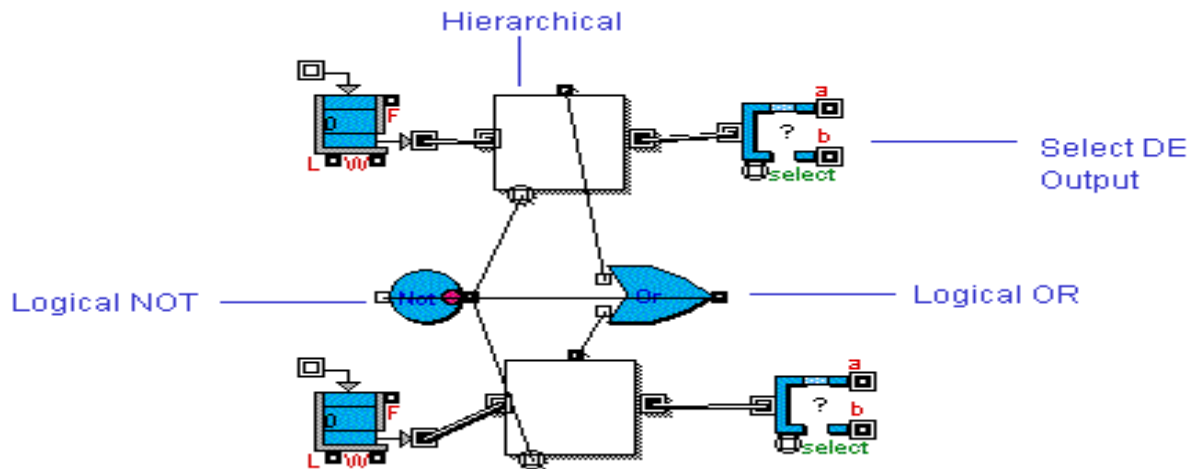 Hierarchical
a
0
F
?
b
L W
select
Select DE
Output
Logical NOT
Not
Or
Logical OR
a
0
F
?
b
L W
select